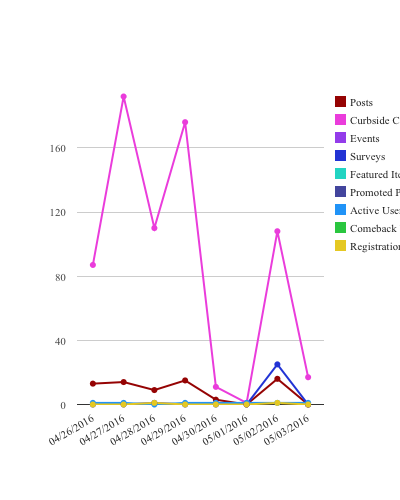 160
120
80
40
0
04/26/2016
04/27/2016
04/28/2016
04/29/2016
04/30/2016
05/01/2016
05/02/2016
05/03/2016
Posts
Curbside C
Events
Surveys
Featured Ite
Promoted P
Active User
Comeback
Registration